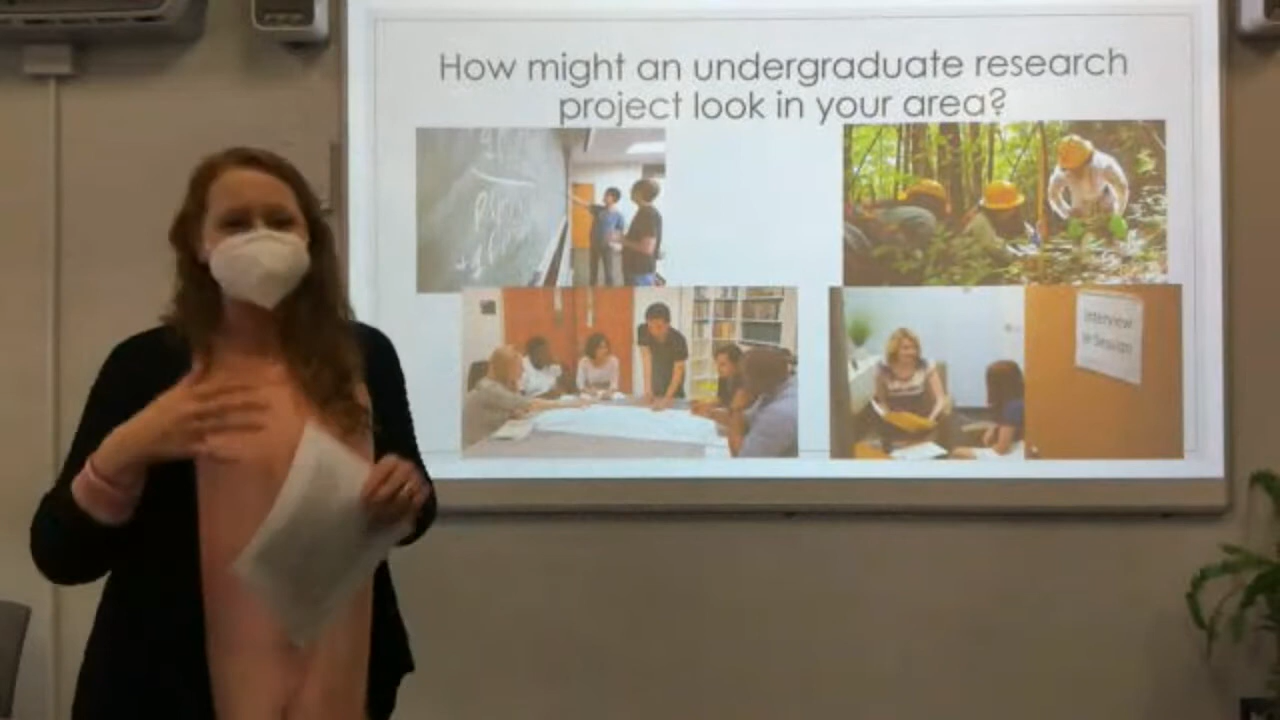 How might an undergraduate research
project look in your area?
Interview
in Session